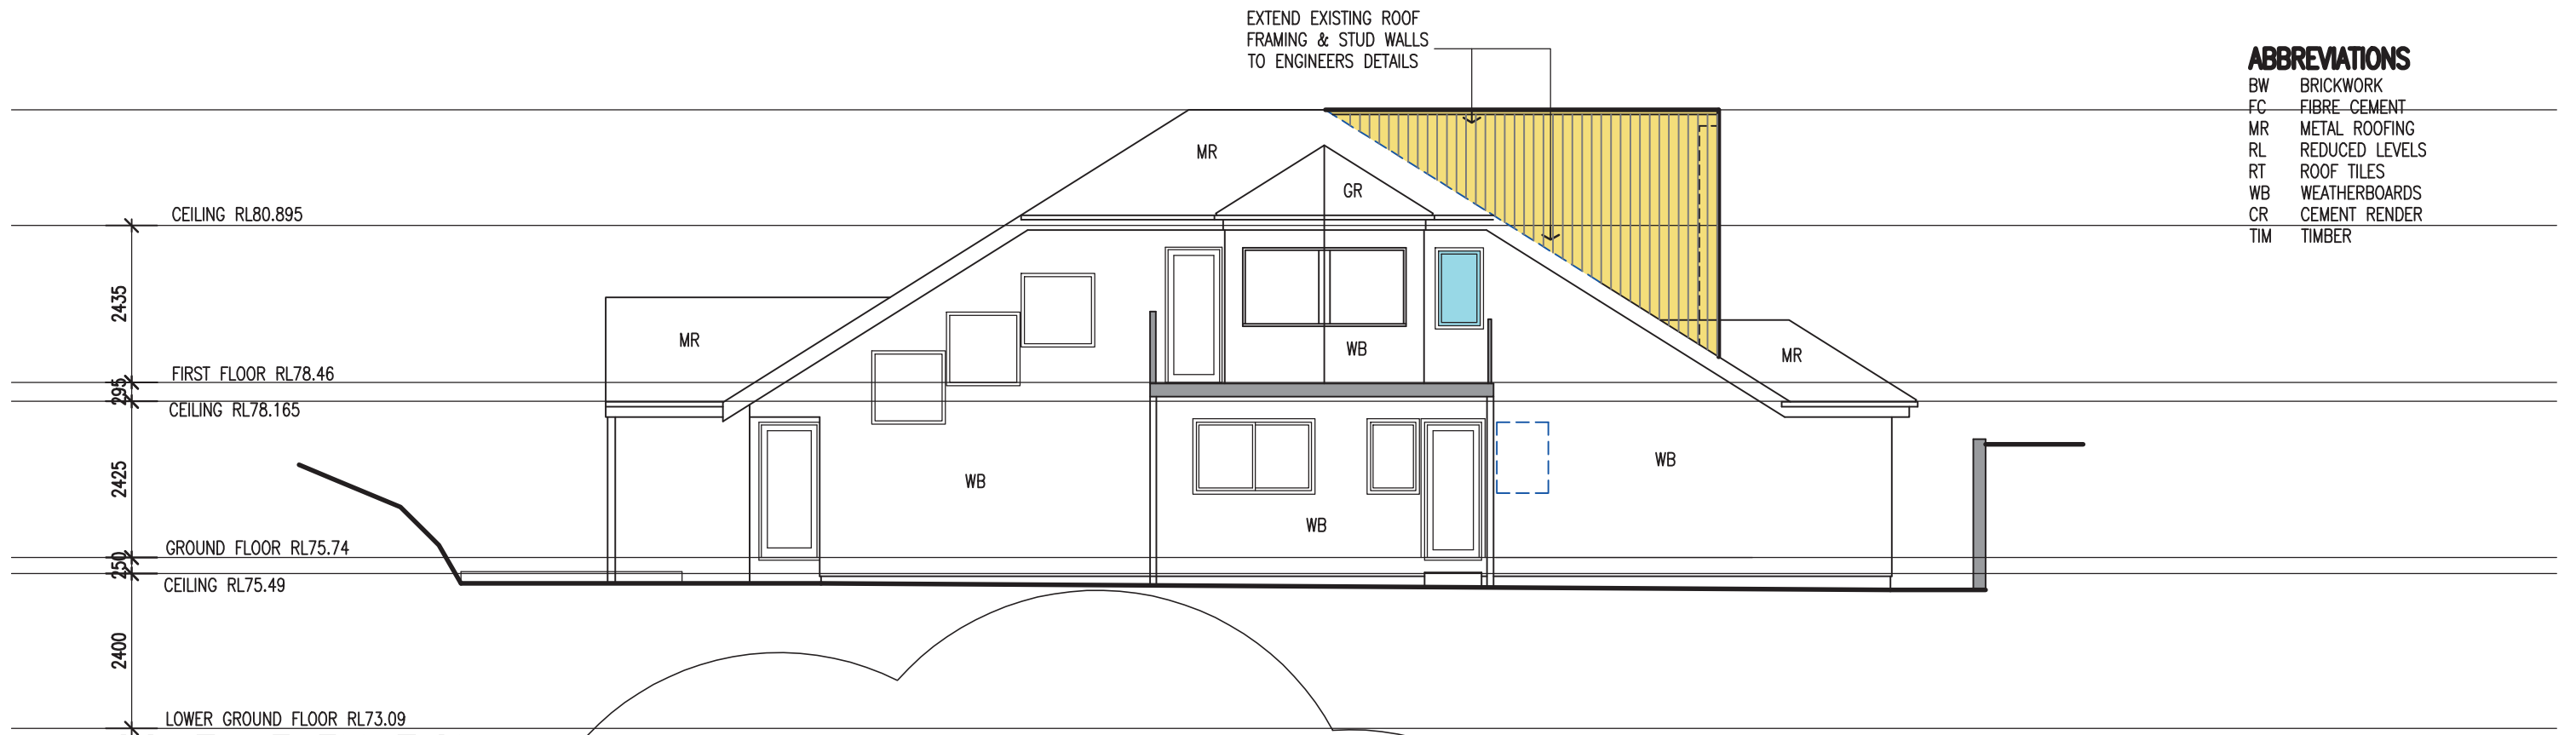 EXTEND EXISTING ROOF
FRAMING & STUD WALLS
TO ENGINEERS DETAILS
ABBREVIATIONS
BW BRICKWORK
FC FIBRE CEMENT
MR METAL ROOFING
RL REDUCED LEVELS
RT ROOF TILES
WB WEATHERBOARDS
CR CEMENT RENDER
TIM TIMBER
MR
GR
CEILING RL80.895
2435
MR
WB
MR
FIRST FLOOR RL78.46
295
CEILING RL78.165
2425
WB
WB
WB
GROUND FLOOR RL75.74
250
CEILING RL75.49
2400
LOWER GROUND FLOOR RL73.09